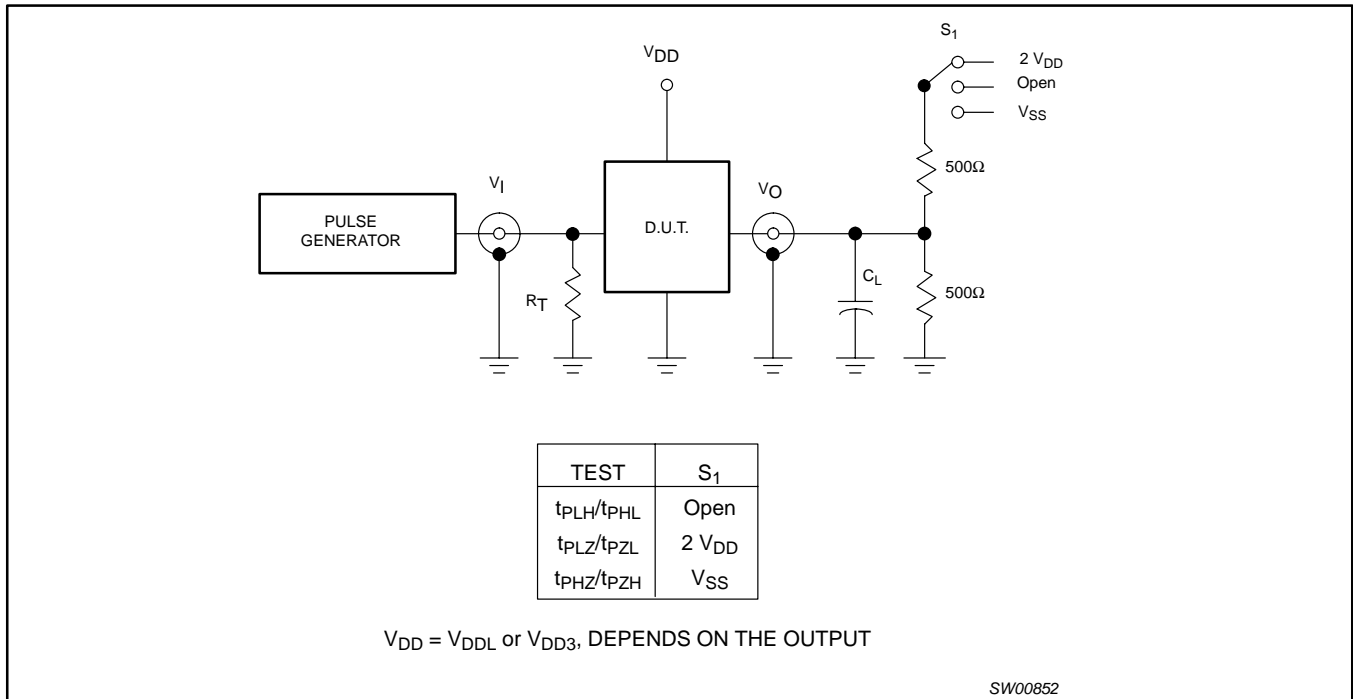 S1
2 VDD
Open
VSS
VDD
500Ω
VI
VO
PULSE
GENERATOR
D.U.T.
CL
RT
500Ω
TEST S1
tPLH/tPHL Open
tPLZ/tPZL 2 VDD
tPHZ/tPZH VSS
VDD = VDDL or VDD3, DEPENDS ON THE OUTPUT
SW00852